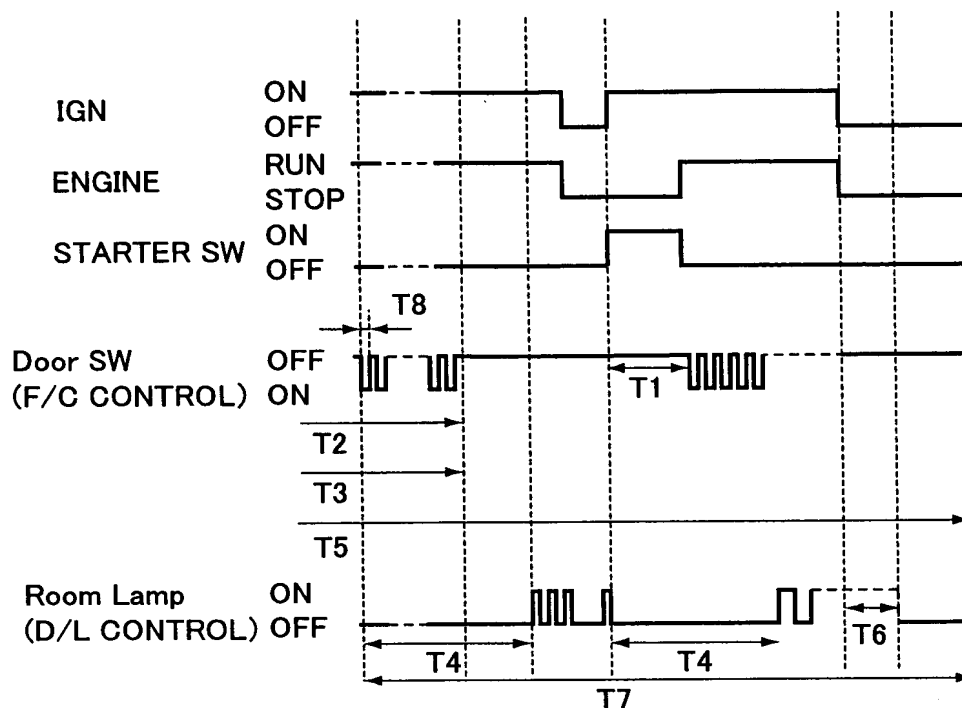 IGN
ON
OFF
ENGINE
RUN
STOP
STARTER SW
ON
OFF
T8
Door SW
(F/C CONTROL)
OFF
ON
T1
T2
T3
T5
Room Lamp
(D/L CONTROL)
ON
OFF
T4
T4
T6
T7